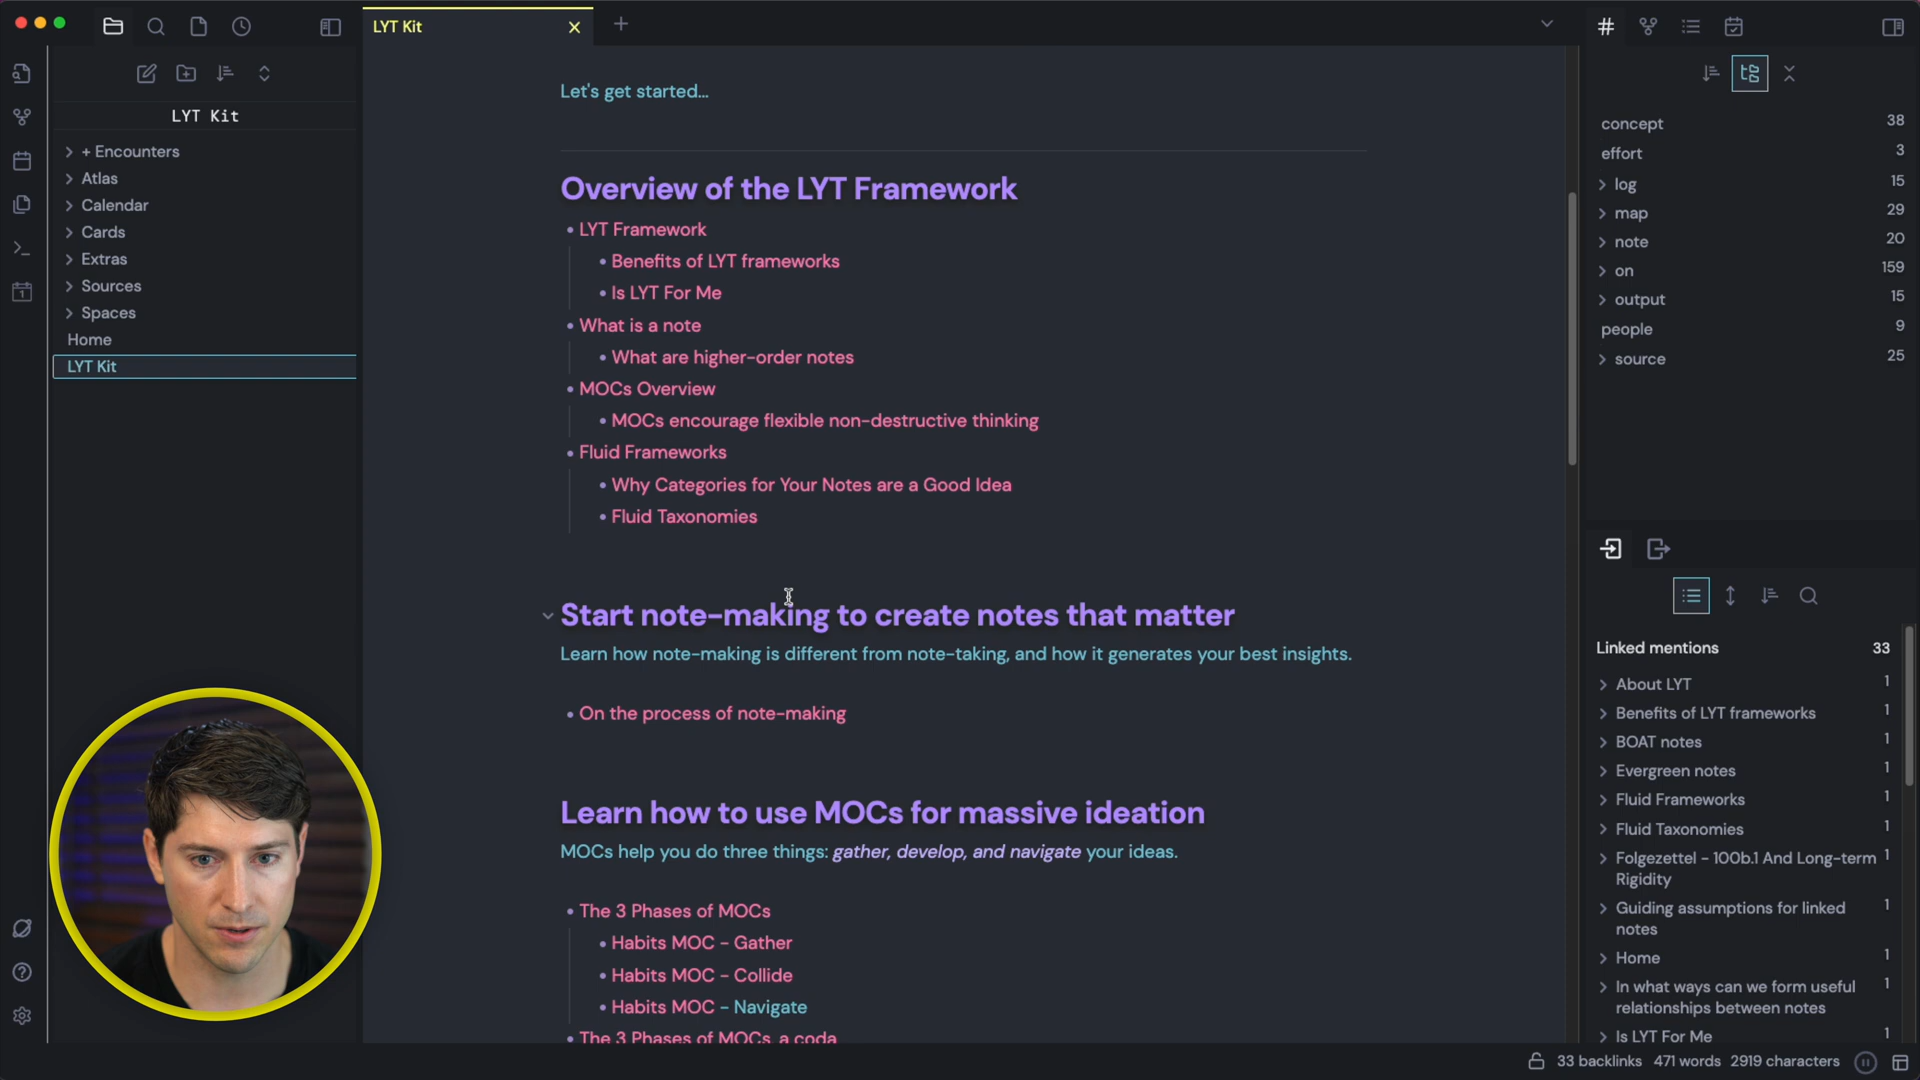 LYT Kit
LYT Kit
+ Encounters
Atlas
Calendar
Cards
Extras
Sources
Spaces
Home
LYT Kit
Let's get started...
Overview of the LYT Framework
• LYT Framework
• Benefits of LYT frameworks
• Is LYT For Me
• What is a note
• What are higher-order notes
• MOCs Overview
• MOCs encourage flexible non-destructive thinking
• Fluid Frameworks
• Why Categories for Your Notes are a Good Idea
• Fluid Taxonomies
Start note-making to create notes that matter
Learn how note-making is different from note-taking, and how it generates your best insights.
• On the process of note-making
Learn how to use MOCs for massive ideation
MOCs help you do three things: gather, develop, and navigate your ideas.
• The 3 Phases of MOCs
• Habits MOC - Gather
• Habits MOC - Collide
• Habits MOC - Navigate
• The 3 Phases of MOCs, a coda
concept 38
effort 3
log 15
map 29
note 20
on 159
output 15
people 9
source 25
Linked mentions 33
About LYT 1
Benefits of LYT frameworks 1
BOAT notes 1
Evergreen notes 1
Fluid Frameworks 1
Fluid Taxonomies 1
Folgezettel - 100b.1 And Long-term 1
Rigidity
Guiding assumptions for linked 1
notes
Home 1
In what ways can we form useful 1
relationships between notes
Is LYT For Me 1
33 backlinks 471 words 2919 characters